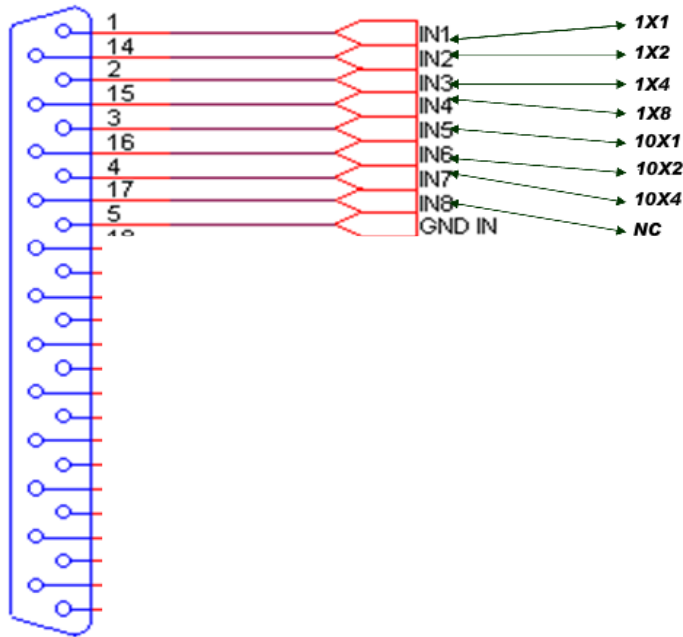 1 IN1 1X1
14 IN2 1X2
2 IN3 1X4
15 IN4 1X8
3 IN5 10X1
16 IN6 10X2
4 IN7 10X4
17 IN8 NC
5 GND IN